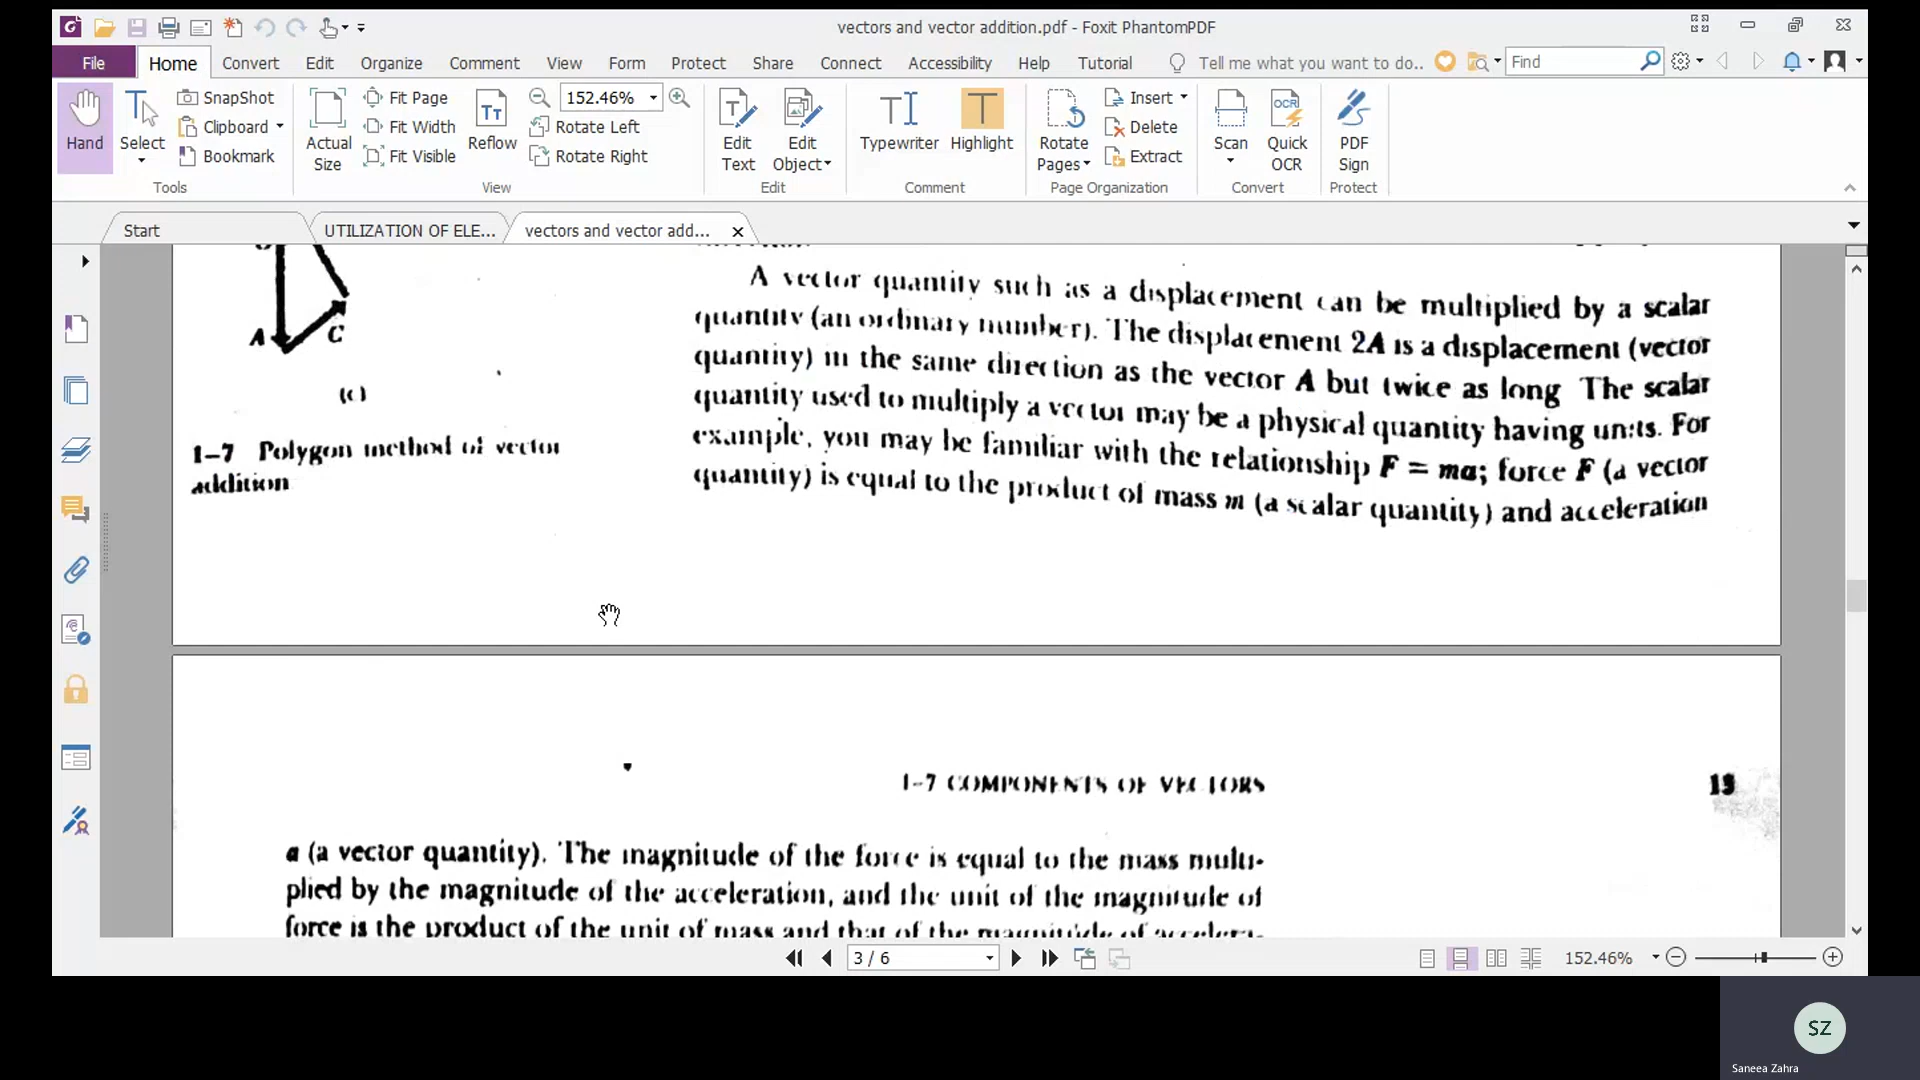 vectors and vector addition.pdf - Foxit PhantomPDF
File Home Convert Edit Organize Comment View Form Protect Share Connect Accessibility Help Tutorial Tell me what you want to do.. Find
Hand
Select
SnapShot
Clipboard
Bookmark
Tools
Actual
Size
Fit Page
Fit Width
Fit Visible
Reflow
152.46%
Rotate Left
Rotate Right
View
Edit
Text
Edit
Object
Edit
Typewriter
Highlight
Comment
Rotate
Pages
Insert
Delete
Extract
Page Organization
Scan
Quick
OCR
Convert
PDF
Sign
Protect
Start
UTILIZATION OF ELE...
vectors and vector add...
A C
(c)
1–7 Polygon method of vector
addition
A vector quantity such as a displacement can be multiplied by a scalar
quantity (an ordinary number). The displacement 2A is a displacement (vector
quantity) in the same direction as the vector A but twice as long The scalar
quantity used to multiply a vector may be a physical quantity having units. For
example, you may be familiar with the relationship F = ma; force F (a vector
quantity) is equal to the product of mass m (a scalar quantity) and acceleration
1–7 COMPONENTS OF VECTORS 13
a (a vector quantity). The magnitude of the force is equal to the mass multi-
plied by the magnitude of the acceleration, and the unit of the magnitude of
force is the product of the unit of mass and that of the magnitude of accelera-
3 / 6
152.46%
SZ
Saneea Zahra